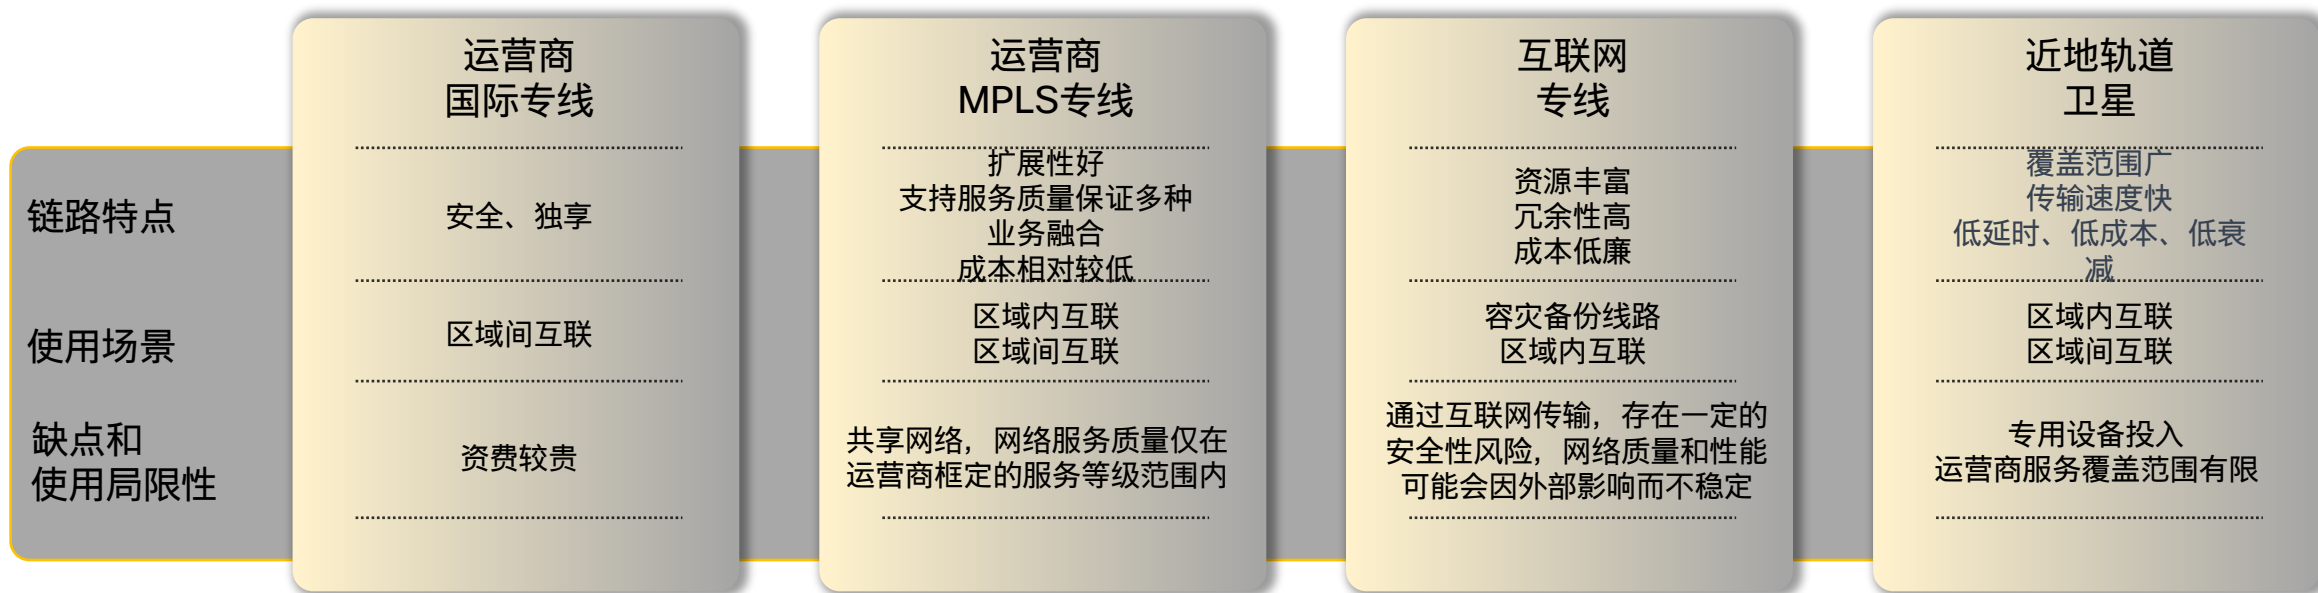 运营商
国际专线
运营商
MPLS专线
互联网
专线
近地轨道
卫星
链路特点
安全、独享
扩展性好
支持服务质量保证多种
业务融合
成本相对较低
资源丰富
冗余性高
成本低廉
覆盖范围广
传输速度快
低延时、低成本、低衰
减
使用场景
区域间互联
区域内互联
区域间互联
容灾备份线路
区域内互联
区域内互联
区域间互联
缺点和
使用局限性
资费较贵
共享网络，网络服务质量仅在
运营商框定的服务等级范围内
通过互联网传输，存在一定的
安全性风险，网络质量和性能
可能会因外部影响而不稳定
专用设备投入
运营商服务覆盖范围有限